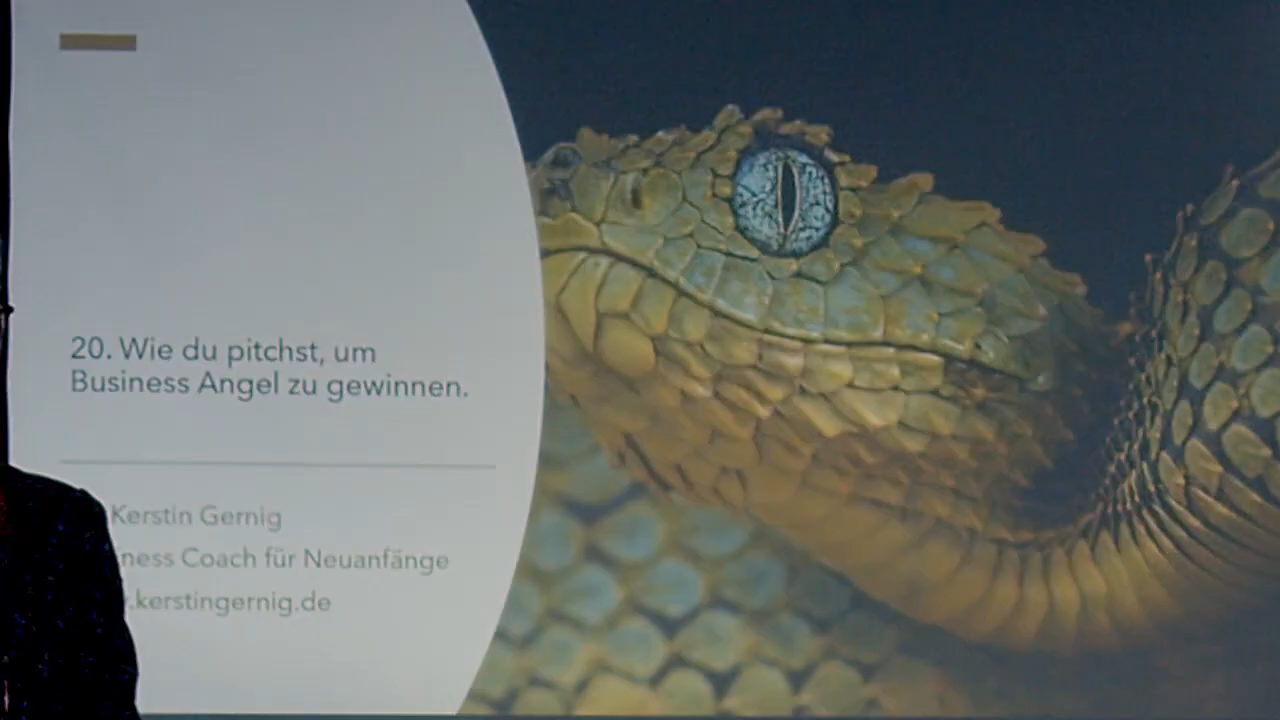 20. Wie du pitchst, um
Business Angel zu gewinnen.
Kerstin Gernig
ness Coach für Neuanfänge
.kerstingernig.de